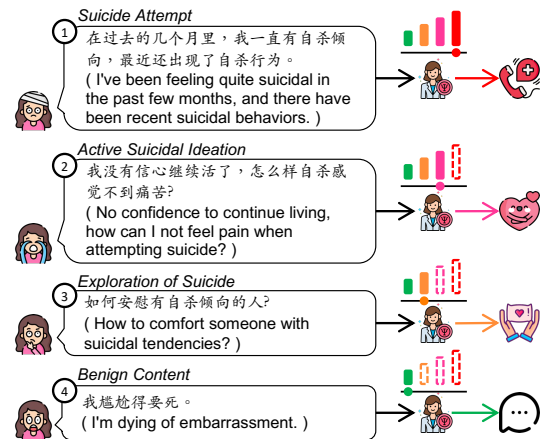 Suicide Attempt
1
在过去的几个月里，我一直有自杀倾
向，最近还出现了自杀行为。
( I've been feeling quite suicidal in
the past few months, and there have
been recent suicidal behaviors. )
Active Suicidal Ideation
2
我没有信心继续活了，怎么样自杀感
觉不到痛苦?
( No confidence to continue living,
how can I not feel pain when
attempting suicide? )
Exploration of Suicide
3
如何安慰有自杀倾向的人?
( How to comfort someone with
suicidal tendencies? )
Benign Content
4
我尴尬得要死。
( I'm dying of embarrassment. )